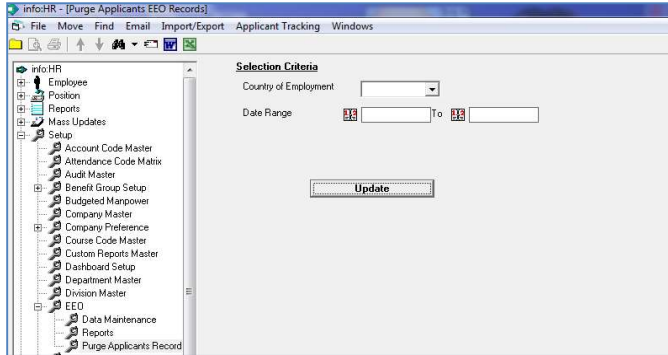 info:HR - [Purge Applicants EEO Records]
File Move Find Email Import/Export Applicant Tracking Windows
info:HR
Employee
Position
Reports
Mass Updates
Setup
Account Code Master
Attendance Code Matrix
Audit Master
Benefit Group Setup
Budgeted Manpower
Company Master
Company Preference
Course Code Master
Custom Reports Master
Dashboard Setup
Department Master
Division Master
EEO
Data Maintenance
Reports
Purge Applicants Record
Selection Criteria
Country of Employment
Date Range To
Update